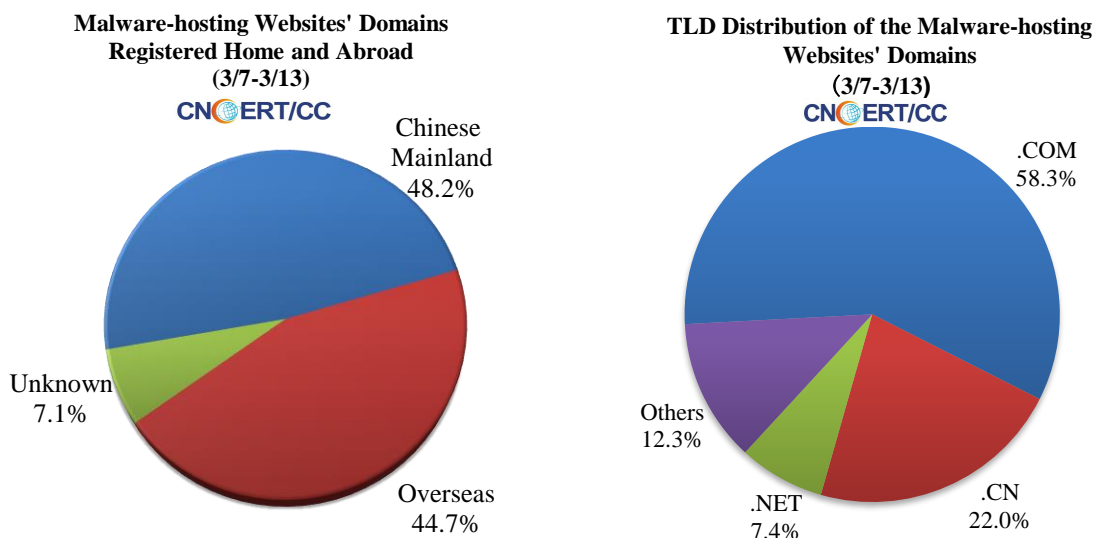 Malware-hosting Websites' Domains
Registered Home and Abroad
(3/7-3/13)
CNCERT/CC
Chinese
Mainland
48.2%
Unknown
7.1%
Overseas
44.7%
TLD Distribution of the Malware-hosting
Websites' Domains
(3/7-3/13)
CNCERT/CC
.COM
58.3%
Others
12.3%
.NET
7.4%
.CN
22.0%